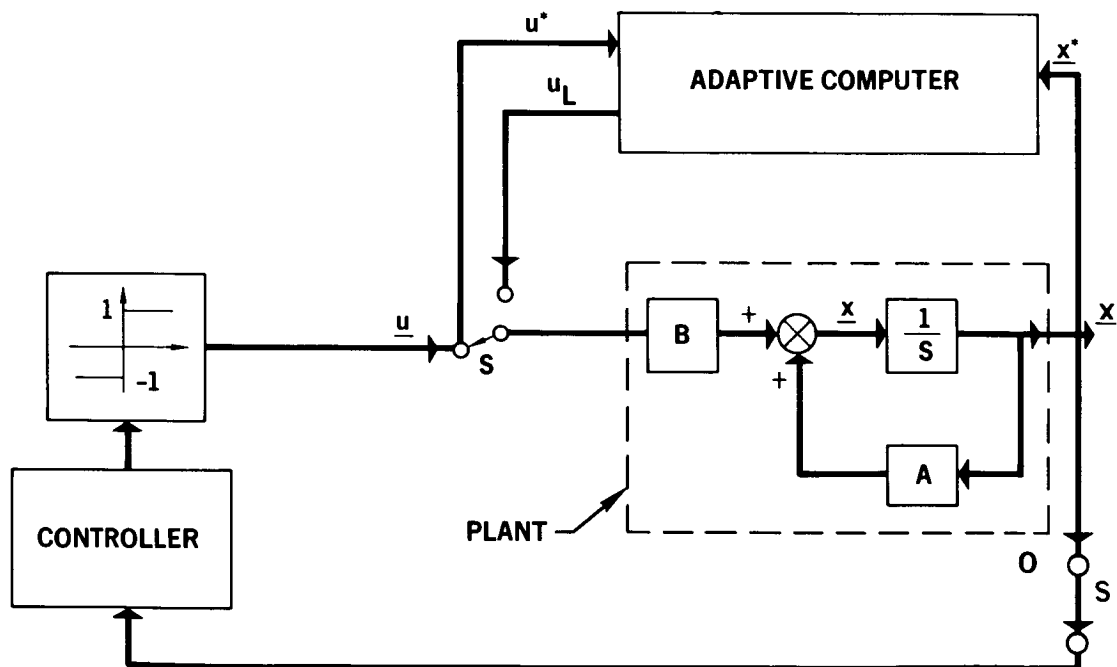 u*
x*
ADAPTIVE COMPUTER
u_L
1
-1
u
S
B
+
x
1
S
x
+
A
PLANT
CONTROLLER
O
S